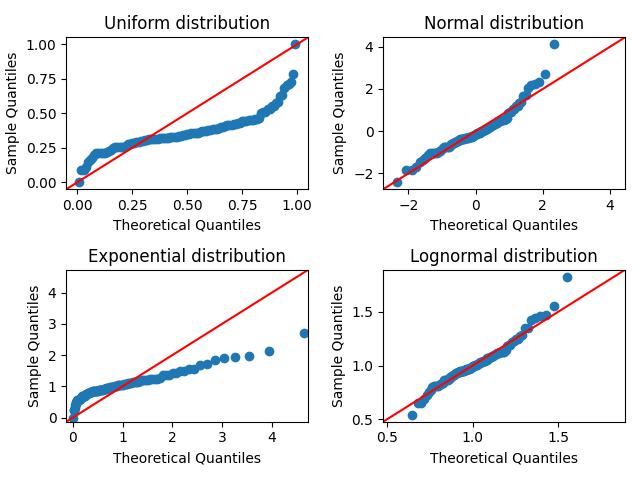 Uniform distribution
1.00
0.75
0.50
0.25
0.00
Sample Quantiles
0.00 0.25 0.50 0.75 1.00
Theoretical Quantiles
Normal distribution
4
2
0
−2
Sample Quantiles
−2 0 2 4
Theoretical Quantiles
Exponential distribution
4
3
2
1
0
Sample Quantiles
0 1 2 3 4
Theoretical Quantiles
Lognormal distribution
1.5
1.0
0.5
Sample Quantiles
0.5 1.0 1.5
Theoretical Quantiles